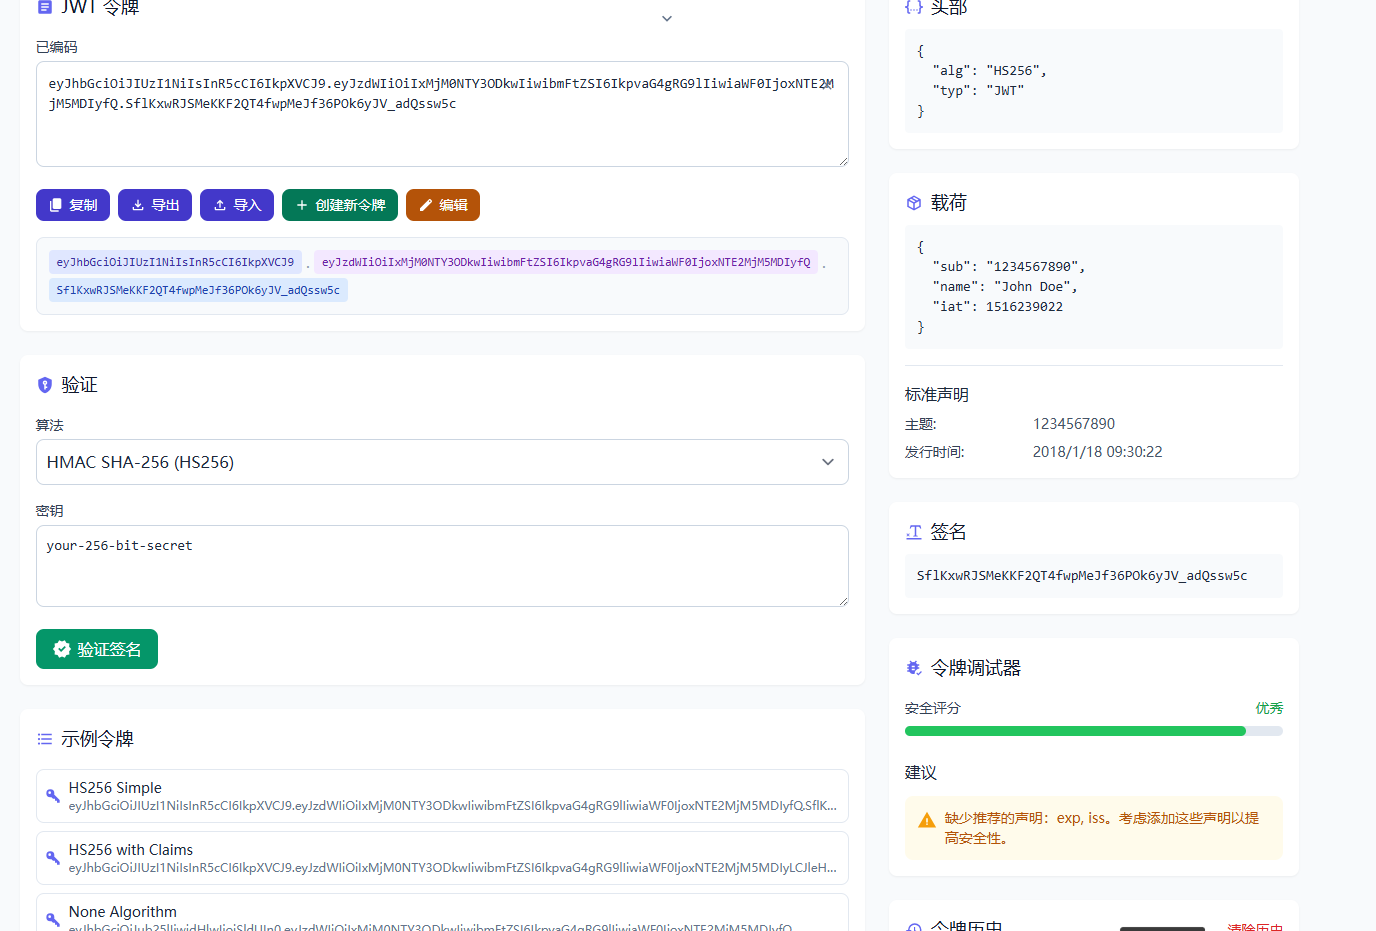 JWT 令牌
已编码
eyJhbGciOiJIUzI1NiIsInR5cCI6IkpXVCJ9.eyJzdWIiOiIxMjM0NTY3ODkwIiwibmFtZSI6IkpvaG4gRG9lIiwiaWF0IjoxNTE2M
jM5MDIyfQ.SflKxwRJSMeKKF2QT4fwpMeJf36POk6yJV_adQssw5c
复制
导出
导入
创建新令牌
编辑
eyJhbGciOiJIUzI1NiIsInR5cCI6IkpXVCJ9 . eyJzdWIiOiIxMjM0NTY3ODkwIiwibmFtZSI6IkpvaG4gRG9lIiwiaWF0IjoxNTE2MjM5MDIyfQ .
SflKxwRJSMeKKF2QT4fwpMeJf36POk6yJV_adQssw5c
验证
算法
HMAC SHA-256 (HS256)
密钥
your-256-bit-secret
验证签名
示例令牌
HS256 Simple
eyJhbGciOiJIUzI1NiIsInR5cCI6IkpXVCJ9.eyJzdWIiOiIxMjM0NTY3ODkwIiwibmFtZSI6IkpvaG4gRG9lIiwiaWF0IjoxNTE2MjM5MDIyfQ.SflK...
HS256 with Claims
eyJhbGciOiJIUzI1NiIsInR5cCI6IkpXVCJ9.eyJzdWIiOiIxMjM0NTY3ODkwIiwibmFtZSI6IkpvaG4gRG9lIiwiaWF0IjoxNTE2MjM5MDIyLCJleH...
None Algorithm
eyJhbGciOiJub25lIiwidHlwIjoiSldUIn0.eyJzdWIiOiIxMjM0NTY3ODkwIiwibmFtZSI6IkpvaG4gRG9lIiwiaWF0IjoxNTE2MjM5MDIyfQ.
头部
{
"alg": "HS256",
"typ": "JWT"
}
载荷
{
"sub": "1234567890",
"name": "John Doe",
"iat": 1516239022
}
标准声明
主题: 1234567890
发行时间: 2018/1/18 09:30:22
签名
SflKxwRJSMeKKF2QT4fwpMeJf36POk6yJV_adQssw5c
令牌调试器
安全评分 优秀
建议
缺少推荐的声明：exp, iss。考虑添加这些声明以提
高安全性。
令牌历史 清除历史